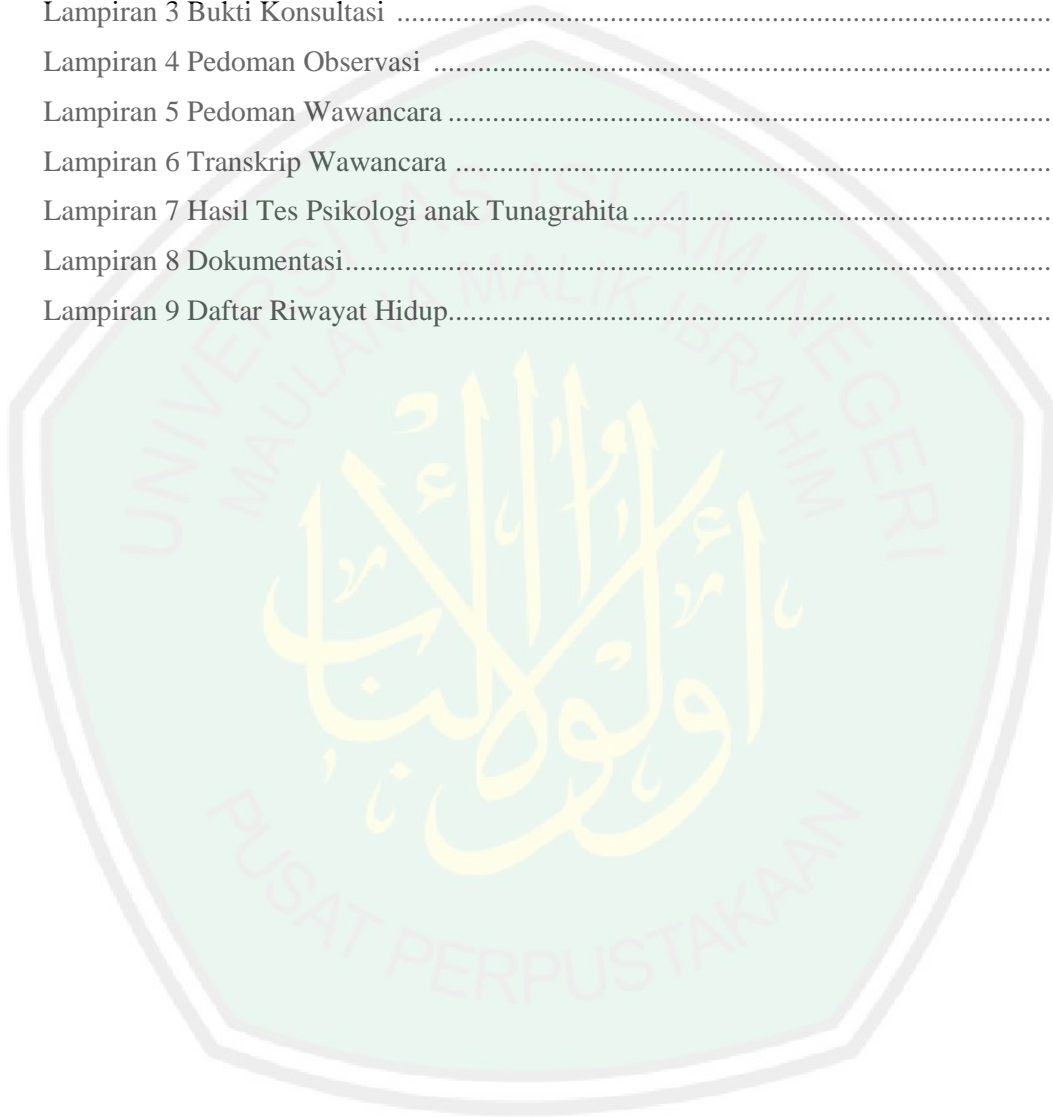 Lampiran 3 Bukti Konsultasi ........................................................................................
Lampiran 4 Pedoman Observasi ...................................................................................
Lampiran 5 Pedoman Wawancara .................................................................................
Lampiran 6 Transkrip Wawancara ................................................................................
Lampiran 7 Hasil Tes Psikologi anak Tunagrahita.........................................................
Lampiran 8 Dokumentasi...............................................................................................
Lampiran 9 Daftar Riwayat Hidup.................................................................................
UNIVERSITAS ISLAM NEGERI
MAULANA MALIK IBRAHIM
أولوا الألباب
PUSAT PERPUSTAKAAN